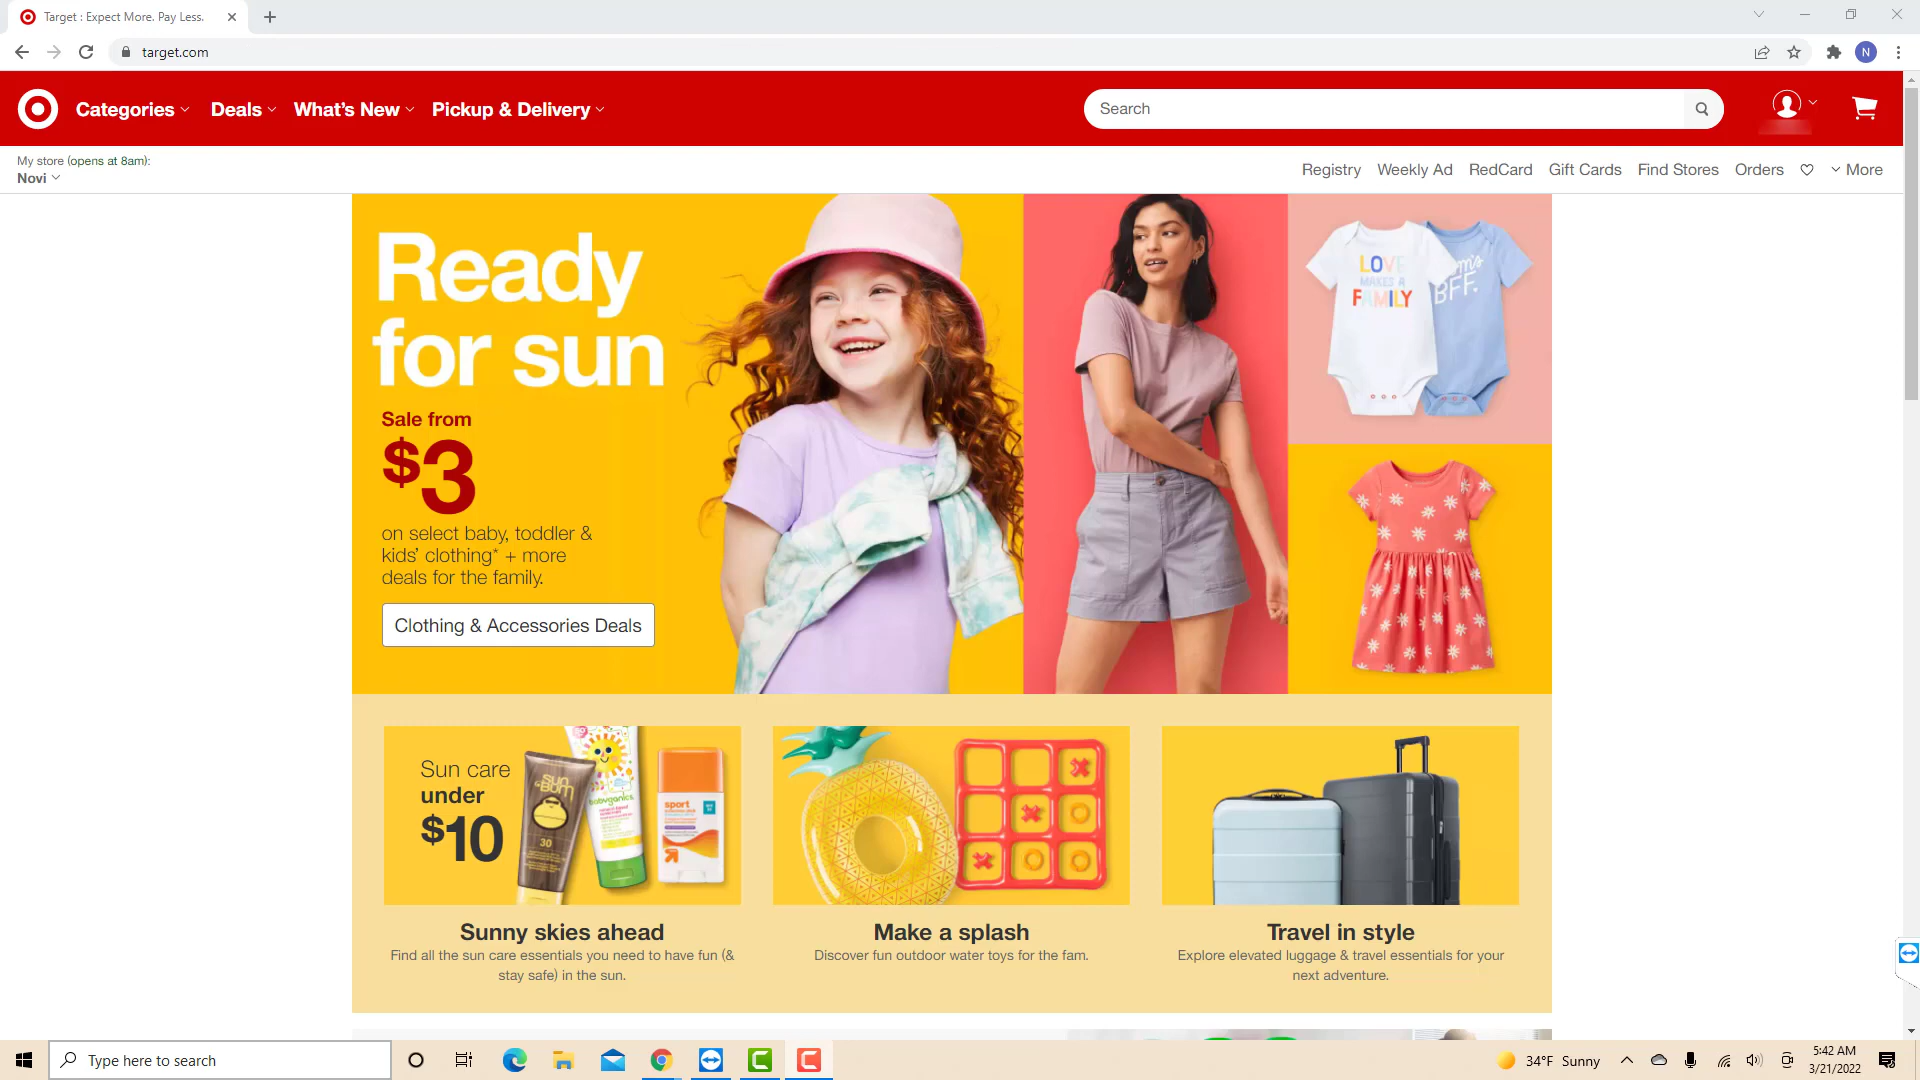 Target : Expect More. Pay Less.
target.com
N
Categories Deals What's New Pickup & Delivery
Search
My store (opens at 8am):
Novi
Registry Weekly Ad RedCard Gift Cards Find Stores Orders More
Ready
for sun
Sale from
$3
on select baby, toddler &
kids' clothing* + more
deals for the family.
Clothing & Accessories Deals
LOVE
MAKES A
FAMILY
BFF.
Sun care
under
$10
sun
Bum
30
babyganics
sport
Sunny skies ahead
Find all the sun care essentials you need to have fun (&
stay safe) in the sun.
Make a splash
Discover fun outdoor water toys for the fam.
Travel in style
Explore elevated luggage & travel essentials for your
next adventure.
Type here to search
34°F Sunny
5:42 AM
3/21/2022